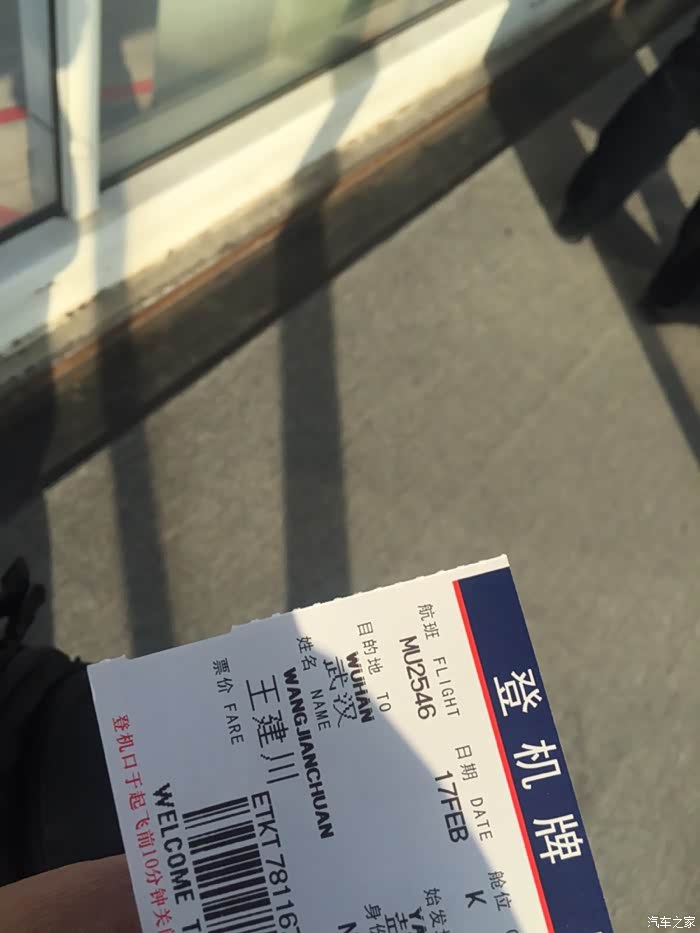 登机牌
航班 FLIGHT 日期 DATE 舱位
MU2546 17FEB K
目的地 TO 始发
武汉
WUHAN
姓名 NAME
王建川
WANGJIANCHUAN
票价 FARE
ETKT 78116
WELCOME T
登机口于起飞前10分钟关
汽车之家